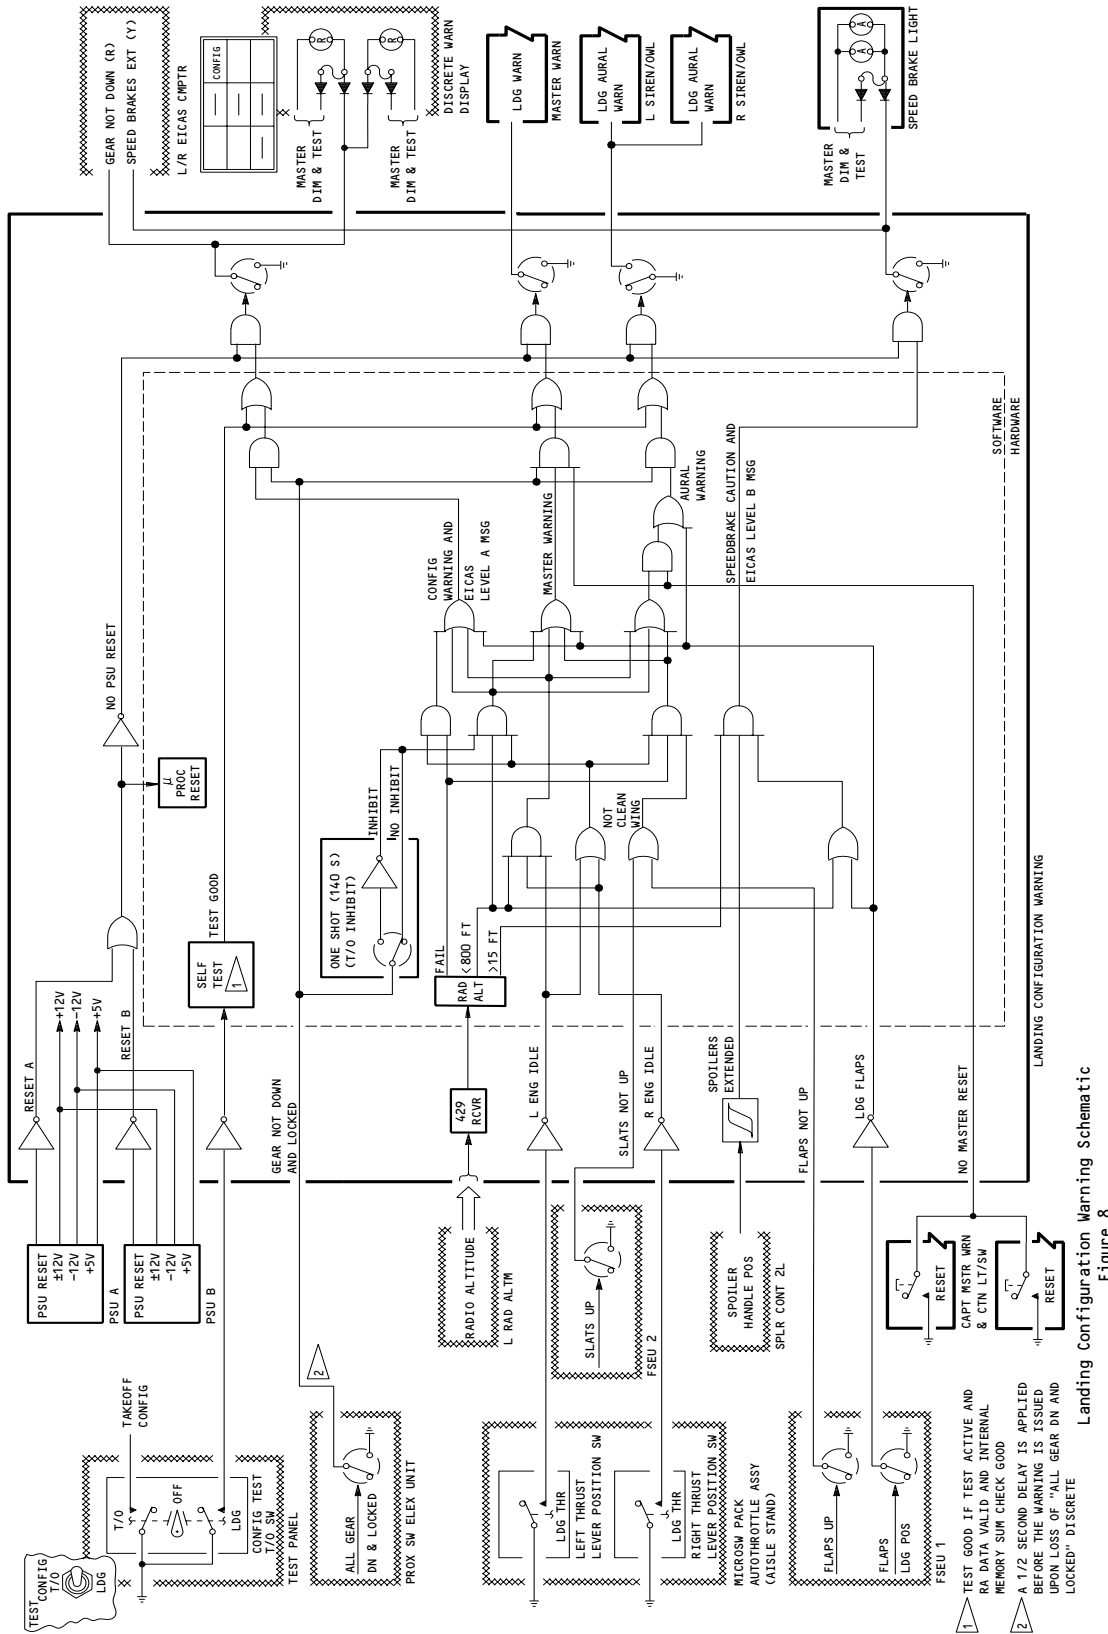 TEST
CONFIG
T/O
LDG
T/O
OFF
LDG
TAKEOFF
CONFIG
CONFIG TEST
T/O SW
TEST PANEL
PSU RESET
±12V
-12V
+5V
PSU A
PSU RESET
±12V
-12V
+5V
PSU B
RESET A
+12V
-12V
+5V
RESET B
NO PSU RESET
µ
PROC
RESET
SELF
TEST
1
TEST GOOD
GEAR NOT DOWN
AND LOCKED
2
ALL GEAR
DN & LOCKED
PROX SW ELEX UNIT
ONE SHOT (140 S)
(T/O INHIBIT)
INHIBIT
NO INHIBIT
RADIO ALTITUDE
L RAD ALTM
429
RCVR
RAD
ALT
FAIL
<800 FT
>15 FT
LDG THR
LEFT THRUST
LEVER POSITION SW
LDG THR
RIGHT THRUST
LEVER POSITION SW
MICROSW PACK
AUTOTHROTTLE ASSY
(AISLE STAND)
L ENG IDLE
SLATS UP
FSEU 2
SLATS NOT UP
R ENG IDLE
SPOILER
HANDLE POS
SPLR CONT 2L
SPOILERS
EXTENDED
FLAPS UP
FLAPS
LDG POS
FSEU 1
FLAPS NOT UP
LDG FLAPS
NOT
CLEAN
WING
CONFIG
WARNING AND
EICAS
LEVEL A MSG
MASTER WARNING
AURAL
WARNING
SPEEDBRAKE CAUTION AND
EICAS LEVEL B MSG
SOFTWARE
HARDWARE
RESET
CAPT MSTR WRN
& CTN LT/SW
RESET
NO MASTER RESET
LANDING CONFIGURATION WARNING
GEAR NOT DOWN (R)
SPEED BRAKES EXT (Y)
L/R EICAS CMPTR
CONFIG
R
R
MASTER
DIM & TEST
MASTER
DIM & TEST
DISCRETE WARN
DISPLAY
LDG WARN
MASTER WARN
LDG AURAL
WARN
L SIREN/OWL
LDG AURAL
WARN
R SIREN/OWL
A
A
MASTER
DIM &
TEST
SPEED BRAKE LIGHT
1
TEST GOOD IF TEST ACTIVE AND
RA DATA VALID AND INTERNAL
MEMORY SUM CHECK GOOD
2
A 1/2 SECOND DELAY IS APPLIED
BEFORE THE WARNING IS ISSUED
UPON LOSS OF "ALL GEAR DN AND
LOCKED" DISCRETE
Landing Configuration Warning Schematic
Figure 8